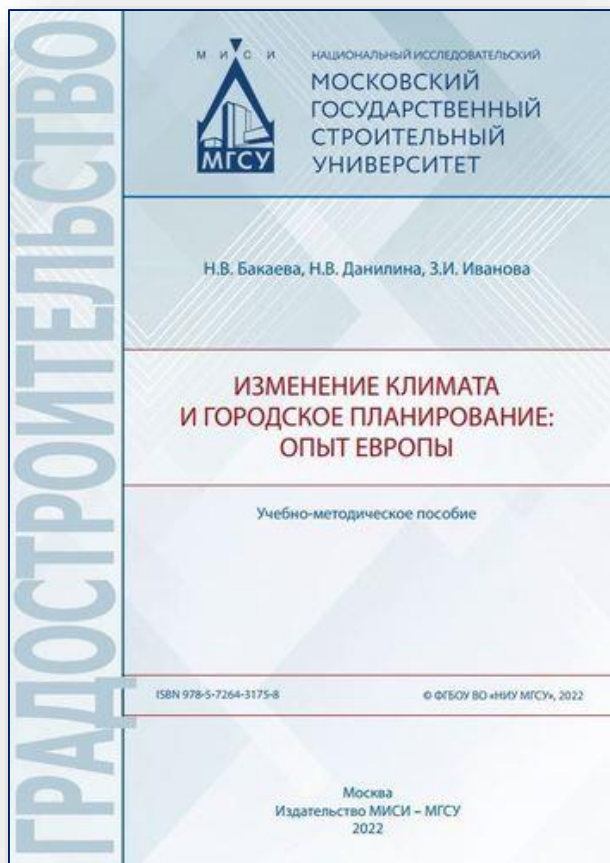 ГРАДОСТРОИТЕЛЬСТВО
МИСИ
МГСУ
НАЦИОНАЛЬНЫЙ ИССЛЕДОВАТЕЛЬСКИЙ
МОСКОВСКИЙ
ГОСУДАРСТВЕННЫЙ
СТРОИТЕЛЬНЫЙ
УНИВЕРСИТЕТ
Н.В. Бакаева, Н.В. Данилина, З.И. Иванова
ИЗМЕНЕНИЕ КЛИМАТА
И ГОРОДСКОЕ ПЛАНИРОВАНИЕ:
ОПЫТ ЕВРОПЫ
Учебно-методическое пособие
ISBN 978-5-7264-3175-8
© ФГБОУ ВО «НИУ МГСУ», 2022
Москва
Издательство МИСИ – МГСУ
2022